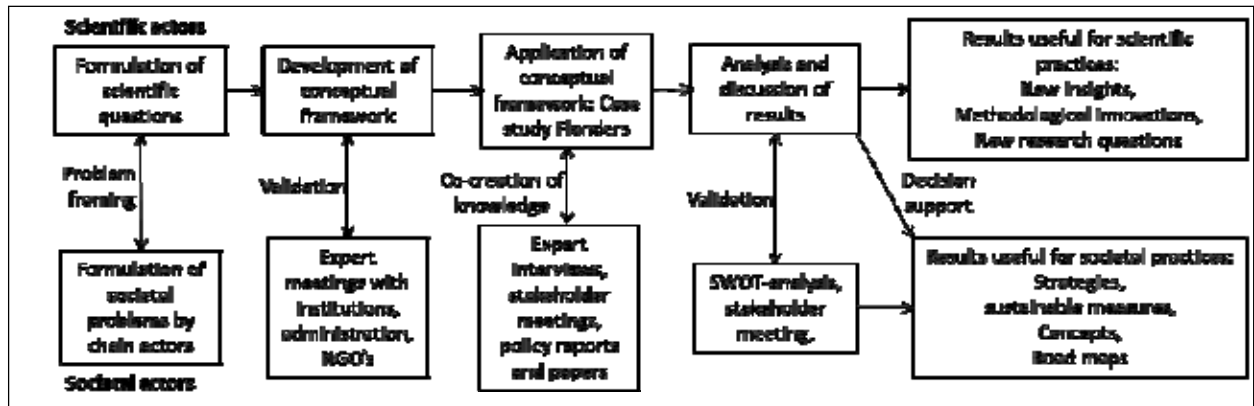 Scientific actors
Formulation of
scientific
questions
Development of
conceptual
framework
Application of
conceptual
framework: Case
study Flanders
Analysis and
discussion of
results
Results useful for scientific
practices:
New insights,
Methodological innovations,
New research questions
Problem
framing
Validation
Co-creation of
knowledge
Validation
Decision
support
Formulation of
societal
problems by
chain actors
Expert
meetings with
institutions,
administration,
NGO's
Expert
interviews,
stakeholder
meetings,
policy reports
and papers
SWOT-analysis,
stakeholder
meeting,
Results useful for societal practices:
Strategies,
sustainable measures,
Concepts,
Road maps
Societal actors